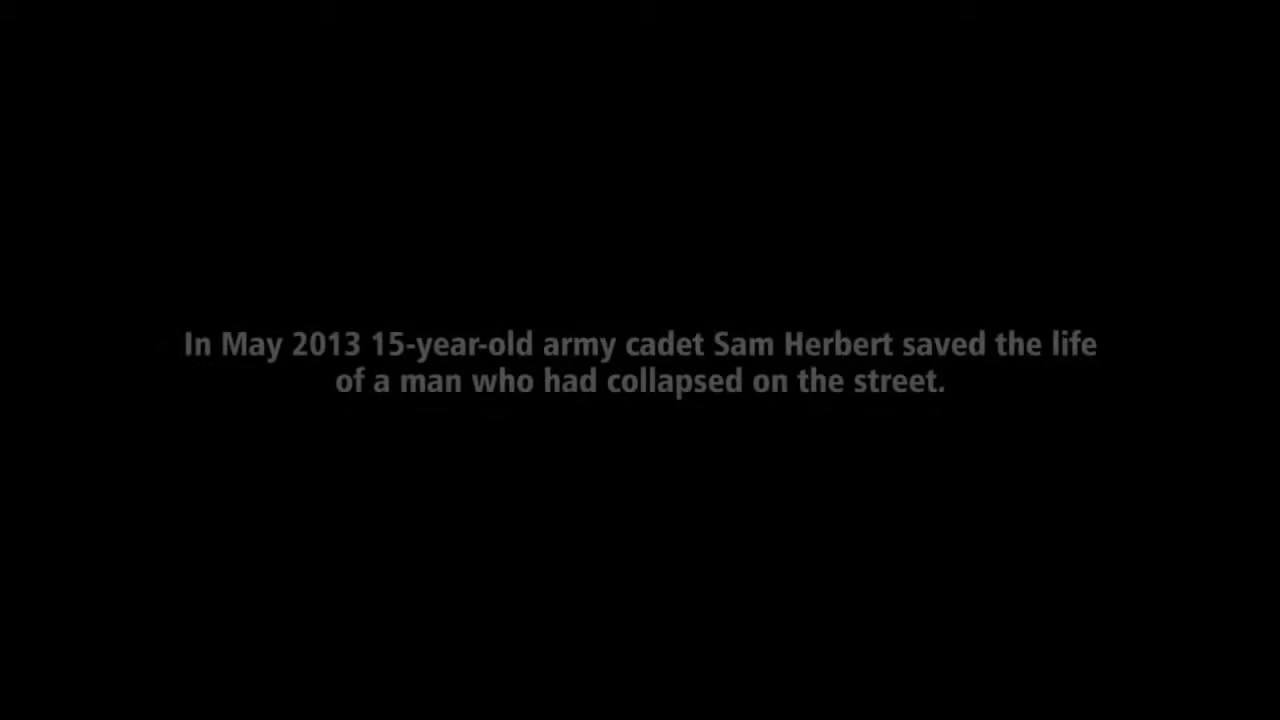 In May 2013 15-year-old army cadet Sam Herbert saved the life
of a man who had collapsed on the street.